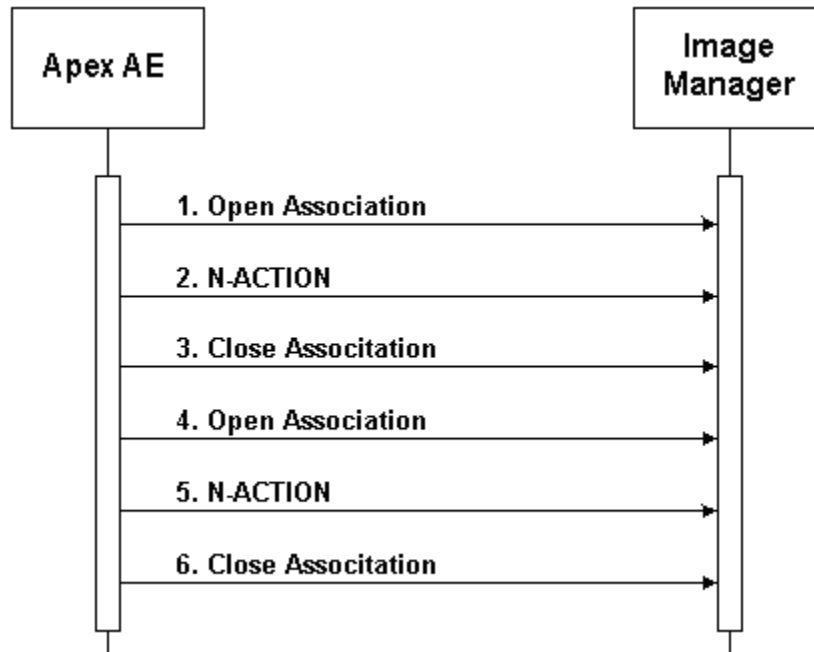 Apex AE
Image
Manager
1. Open Association
2. N-ACTION
3. Close Associtation
4. Open Association
5. N-ACTION
6. Close Associtation